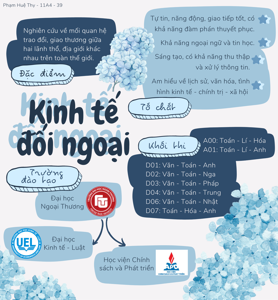 Phạm Huệ Thy - 11A4 - 39
Nghiên cứu về mối quan hệ
trao đổi, giao thương giữa
hai lãnh thổ, địa giới khác
nhau trên toàn thế giới.
Đặc điểm
Tự tin, năng động, giao tiếp tốt, có
khả năng đàm phán thuyết phục.
Khả năng ngoại ngữ và tin học.
Sáng tạo, có khả năng thu thập
và xử lý thông tin.
Am hiểu về lịch sử, văn hóa, tình
hình kinh tế - chính trị - xã hội
Tố chất
Kinh tế
đối ngoại
Khối thi
A00: Toán - Lí - Hóa
A01: Toán - Lí - Anh
D01: Văn - Toán - Anh
D02: Văn - Toán - Nga
D03: Văn - Toán - Pháp
D04: Văn - Toán - Trung
D06: Văn - Toán - Nhật
D07: Toán - Hóa - Anh
Trường
đào tạo
Đại học
Ngoại Thương
UEL
Đại học
Kinh tế - Luật
Học viện Chính
sách và Phát triển
APD